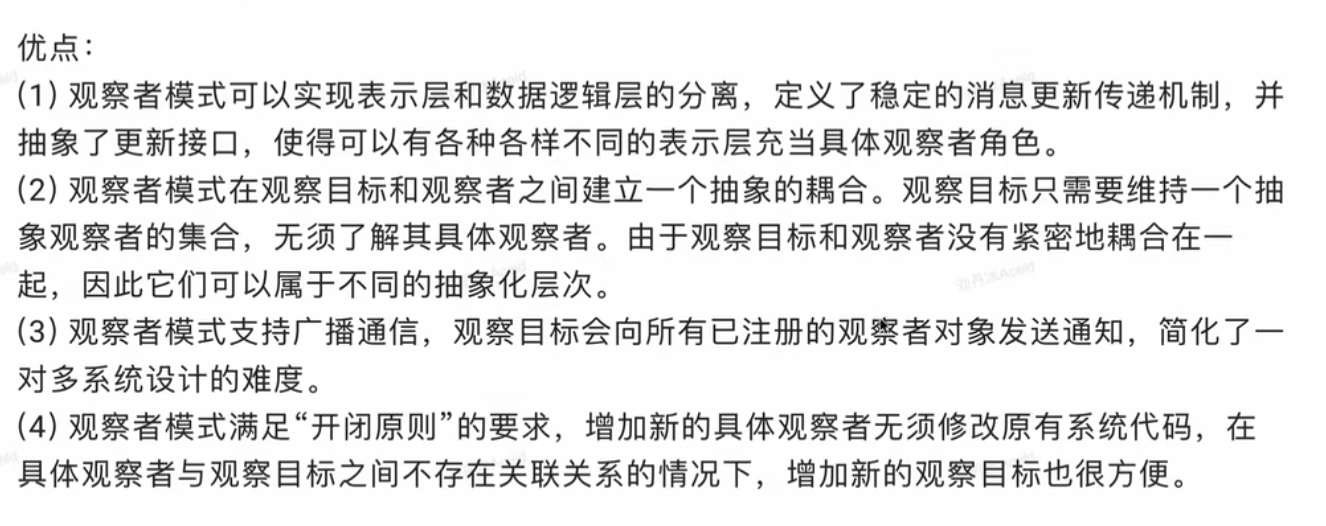 优点：
(1) 观察者模式可以实现表示层和数据逻辑层的分离，定义了稳定的消息更新传递机制，并
抽象了更新接口，使得可以有各种各样不同的表示层充当具体观察者角色。
(2) 观察者模式在观察目标和观察者之间建立一个抽象的耦合。观察目标只需要维持一个抽
象观察者的集合，无须了解其具体观察者。由于观察目标和观察者没有紧密地耦合在一
起，因此它们可以属于不同的抽象化层次。
(3) 观察者模式支持广播通信，观察目标会向所有已注册的观察者对象发送通知，简化了一
对多系统设计的难度。
(4) 观察者模式满足“开闭原则”的要求，增加新的具体观察者无须修改原有系统代码，在
具体观察者与观察目标之间不存在关联关系的情况下，增加新的观察目标也很方便。